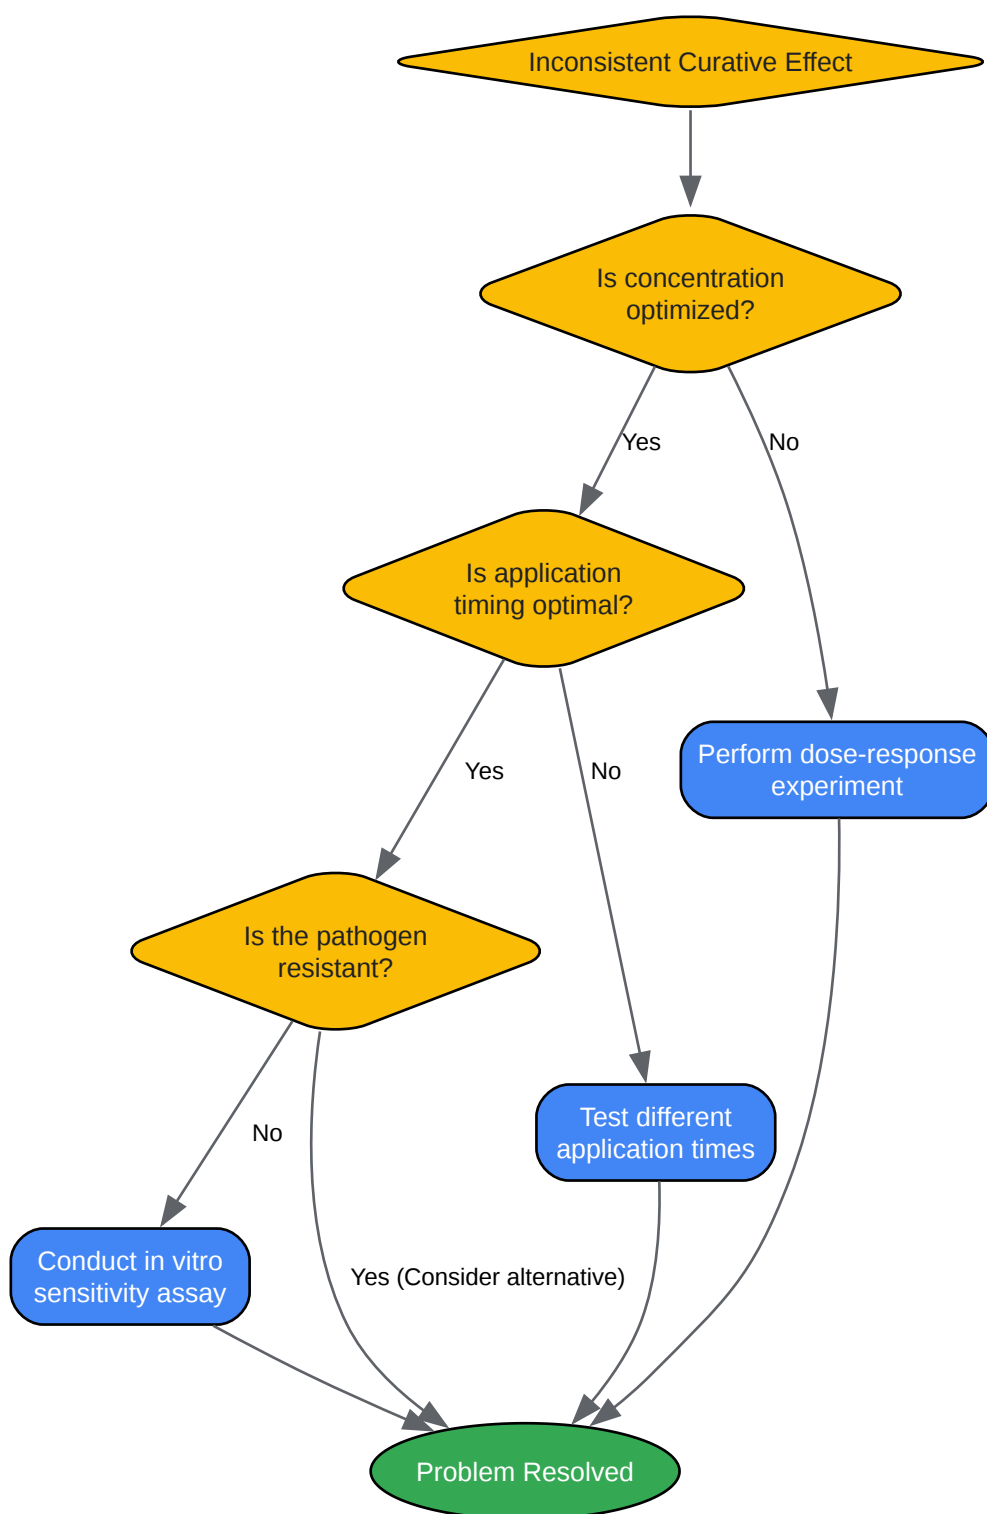 Inconsistent Curative Effect
Is concentration
optimized?
Yes
No
Is application
timing optimal?
Perform dose-response
experiment
Yes
No
Is the pathogen
resistant?
Test different
application times
No
Conduct in vitro
sensitivity assay
Yes (Consider alternative)
Problem Resolved